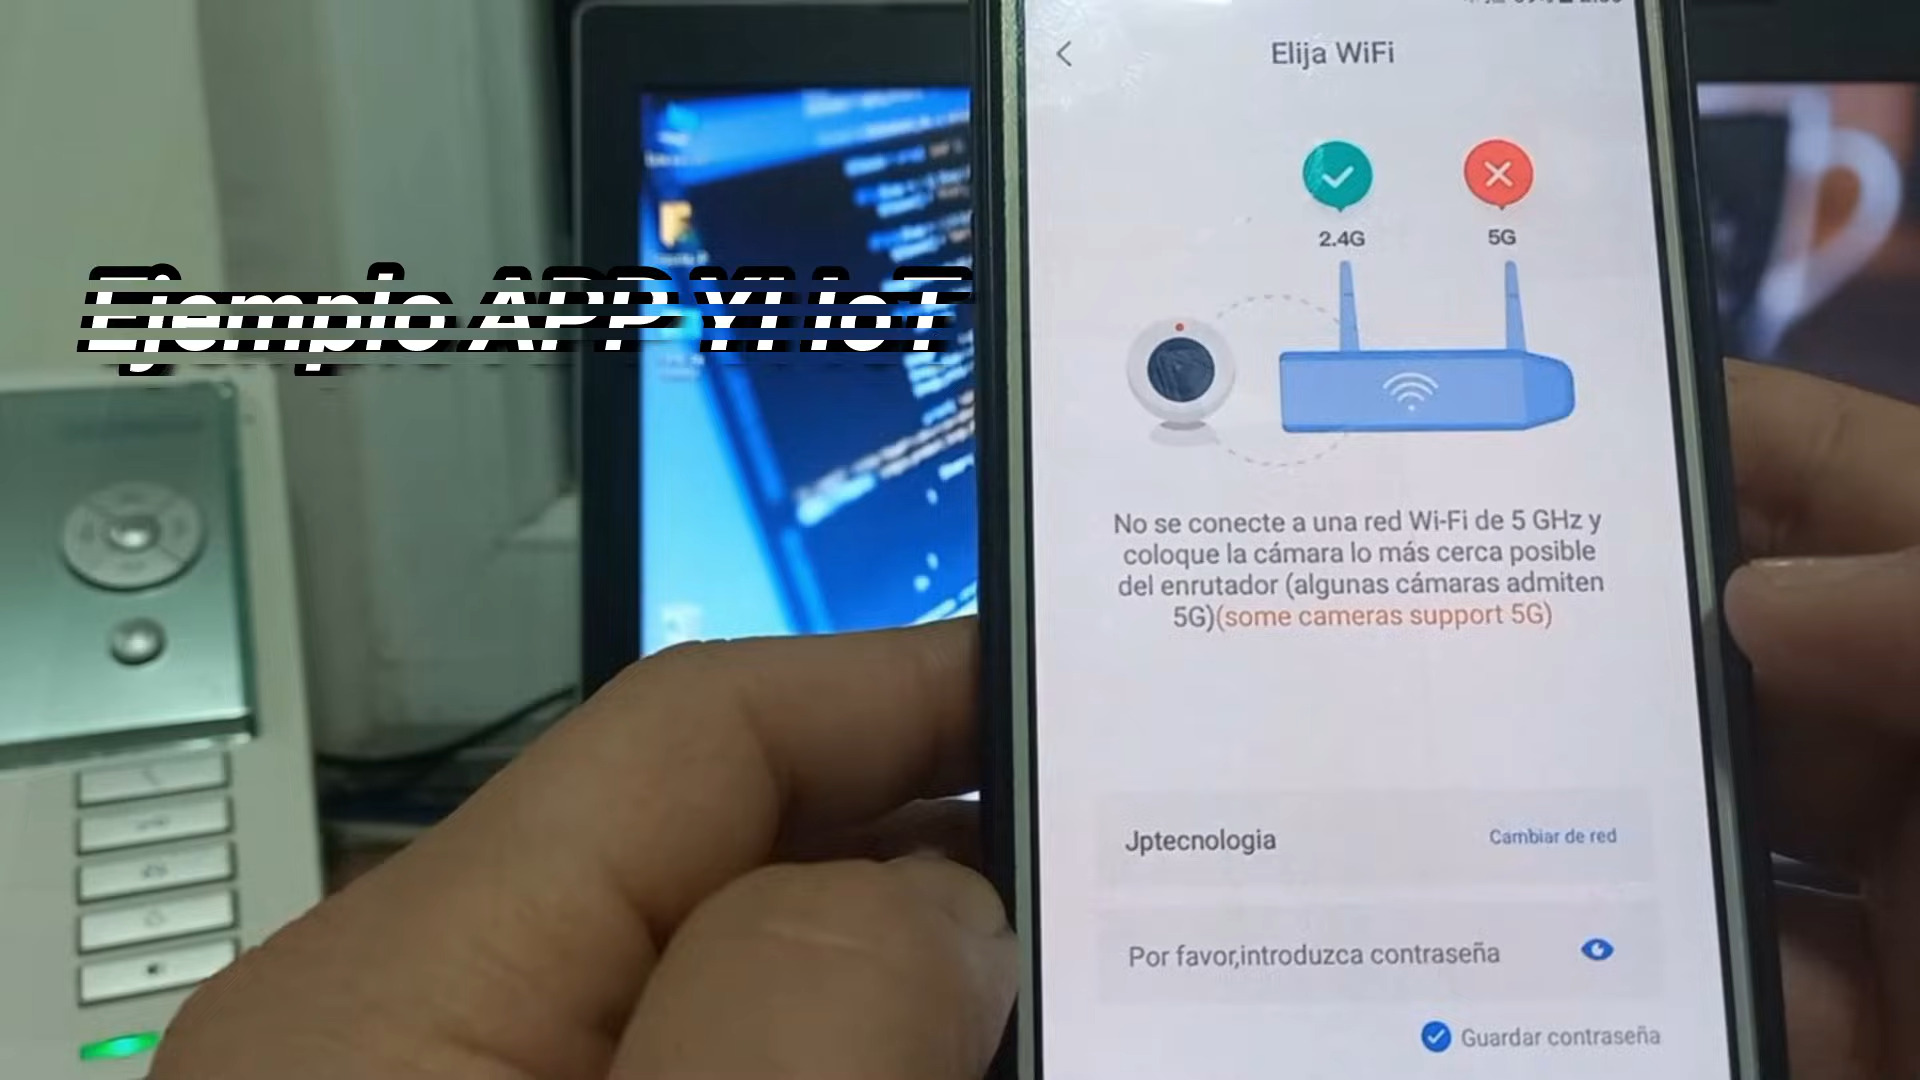 Elija WiFi
2.4G
5G
Ejemplo APP YI IoT
No se conecte a una red Wi-Fi de 5 GHz y
coloque la cámara lo más cerca posible
del enrutador (algunas cámaras admiten
5G)(some cameras support 5G)
Jptecnologia
Cambiar de red
Por favor,introduzca contraseña
Guardar contraseña